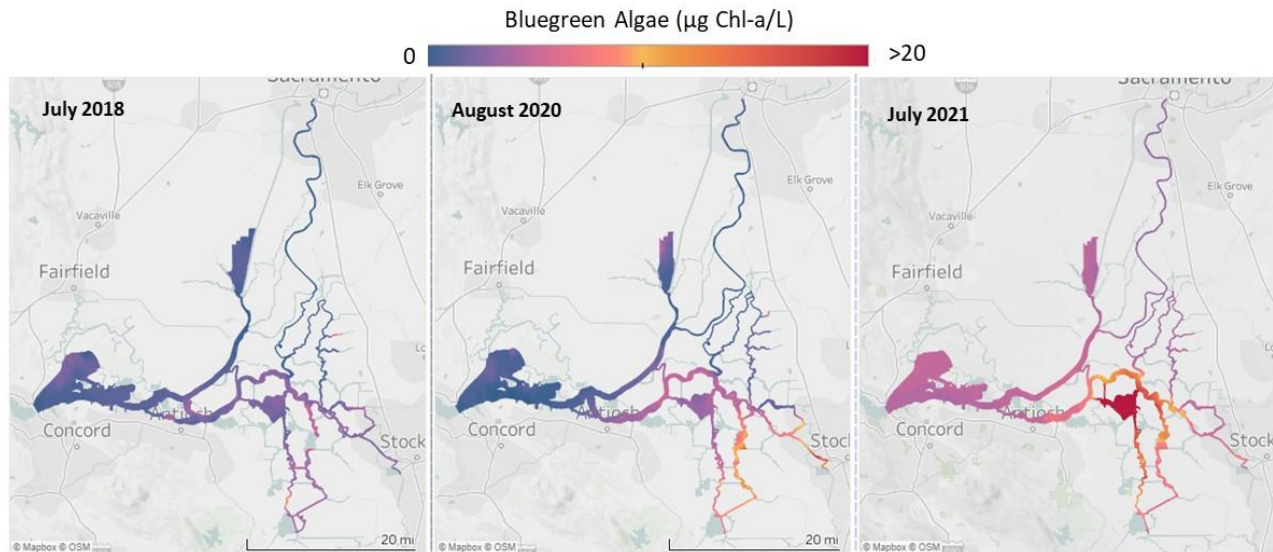 Bluegreen Algae (µg Chl-a/L)
0
>20
July 2018
Sacramento
Elk Grove
Vacaville
Fairfield
Antioch
Concord
Stock
© Mapbox © OSM
20 mi
August 2020
Elk Grove
Vacaville
Fairfield
Antioch
Concord
Stock
© Mapbox © OSM
20 mi
July 2021
Sacramento
Elk Grove
Vacaville
Fairfield
Antioch
Concord
Stock
© Mapbox © OSM